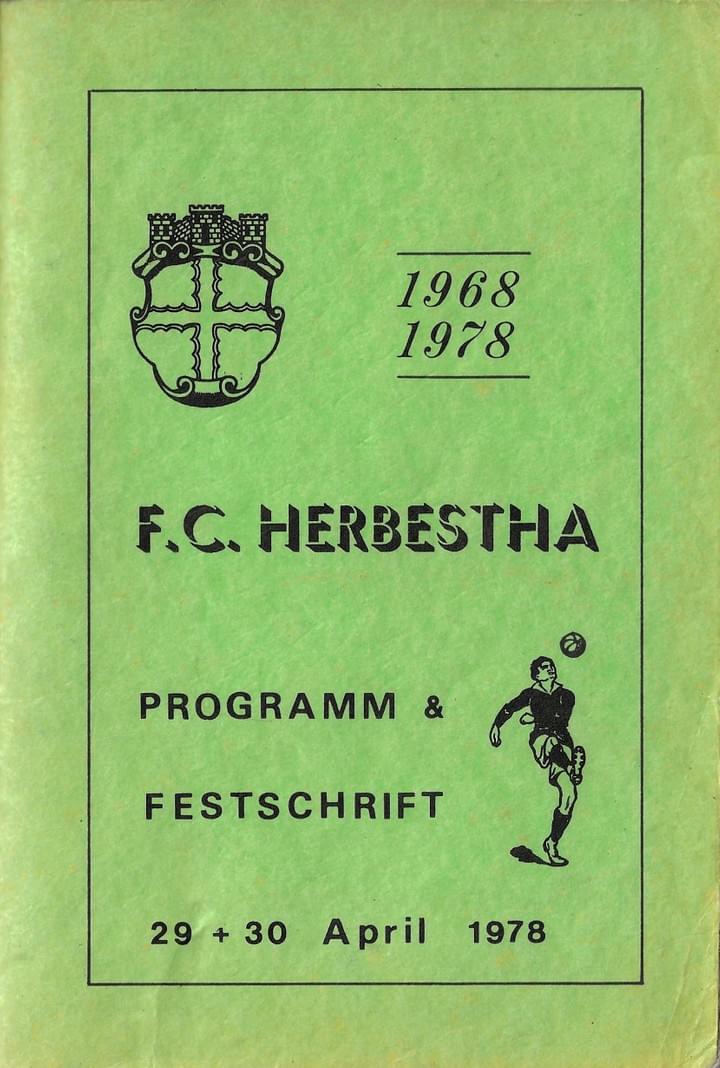 1968
1978
F.C. HERBESTHA
PROGRAMM &
FESTSCHRIFT
29 + 30 April 1978